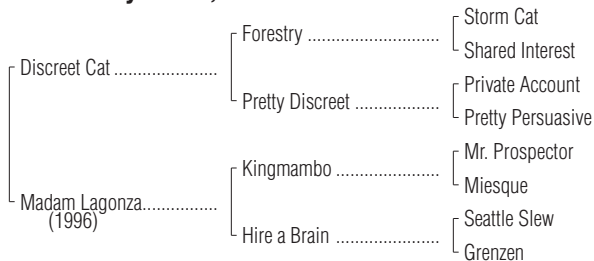 Storm Cat
Forestry
Shared Interest
Discreet Cat
Private Account
Pretty Discreet
Pretty Persuasive
Mr. Prospector
Kingmambo
Miesque
Madam Lagonza
(1996)
Seattle Slew
Hire a Brain
Grenzen